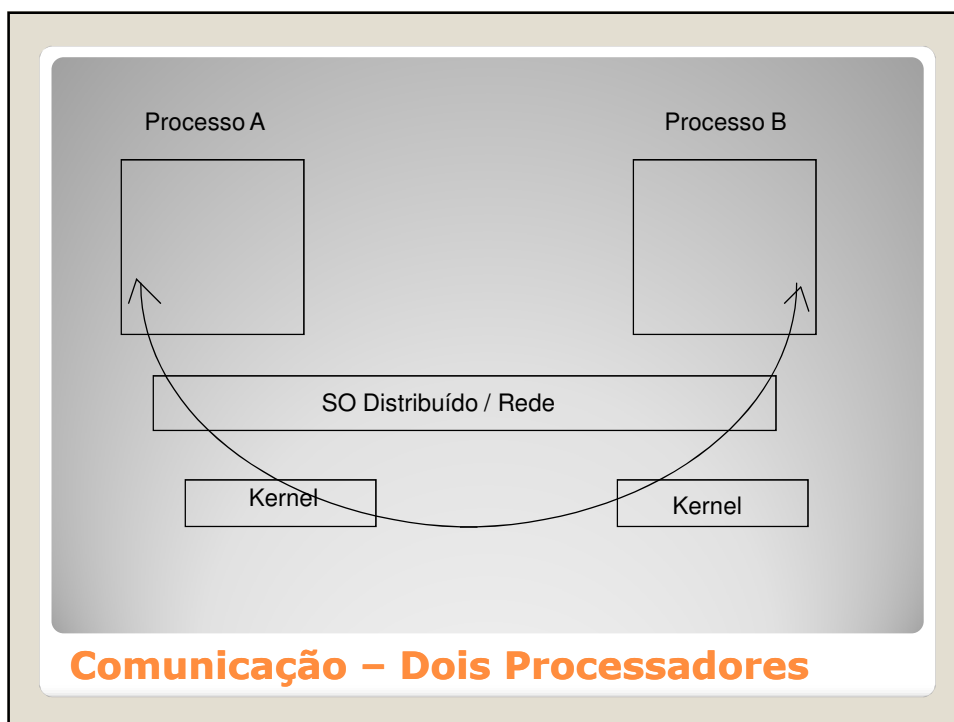 Processo A
Processo B
SO Distribuído / Rede
Kernel
Kernel
Comunicação – Dois Processadores